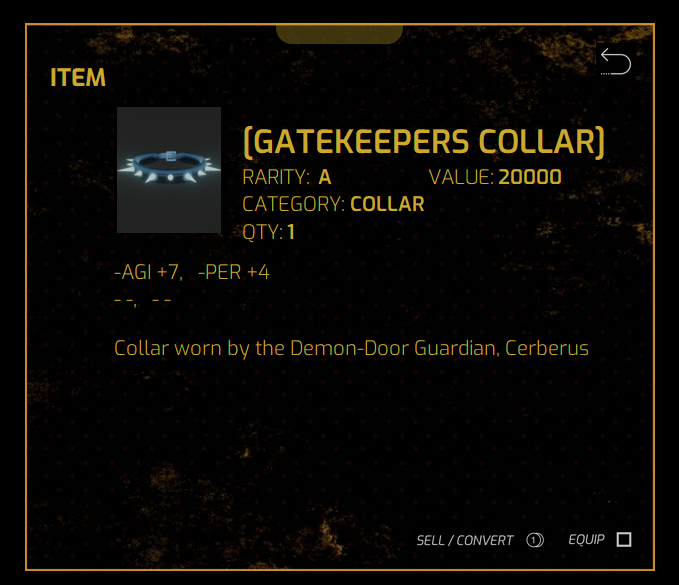 ITEM
[GATEKEEPERS COLLAR]
RARITY: A VALUE: 20000
CATEGORY: COLLAR
QTY: 1
-AGI +7, -PER +4
- -, - -
Collar worn by the Demon-Door Guardian, Cerberus
SELL / CONVERT 1 EQUIP